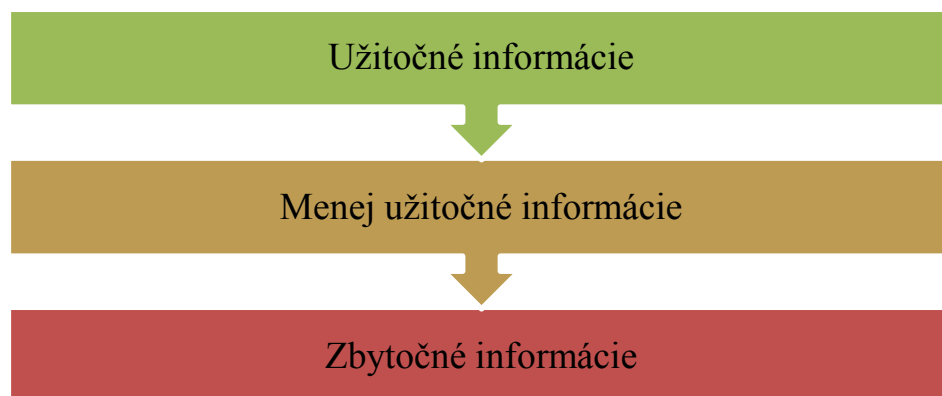 Užitočné informácie
Menej užitočné informácie
Zbytočné informácie